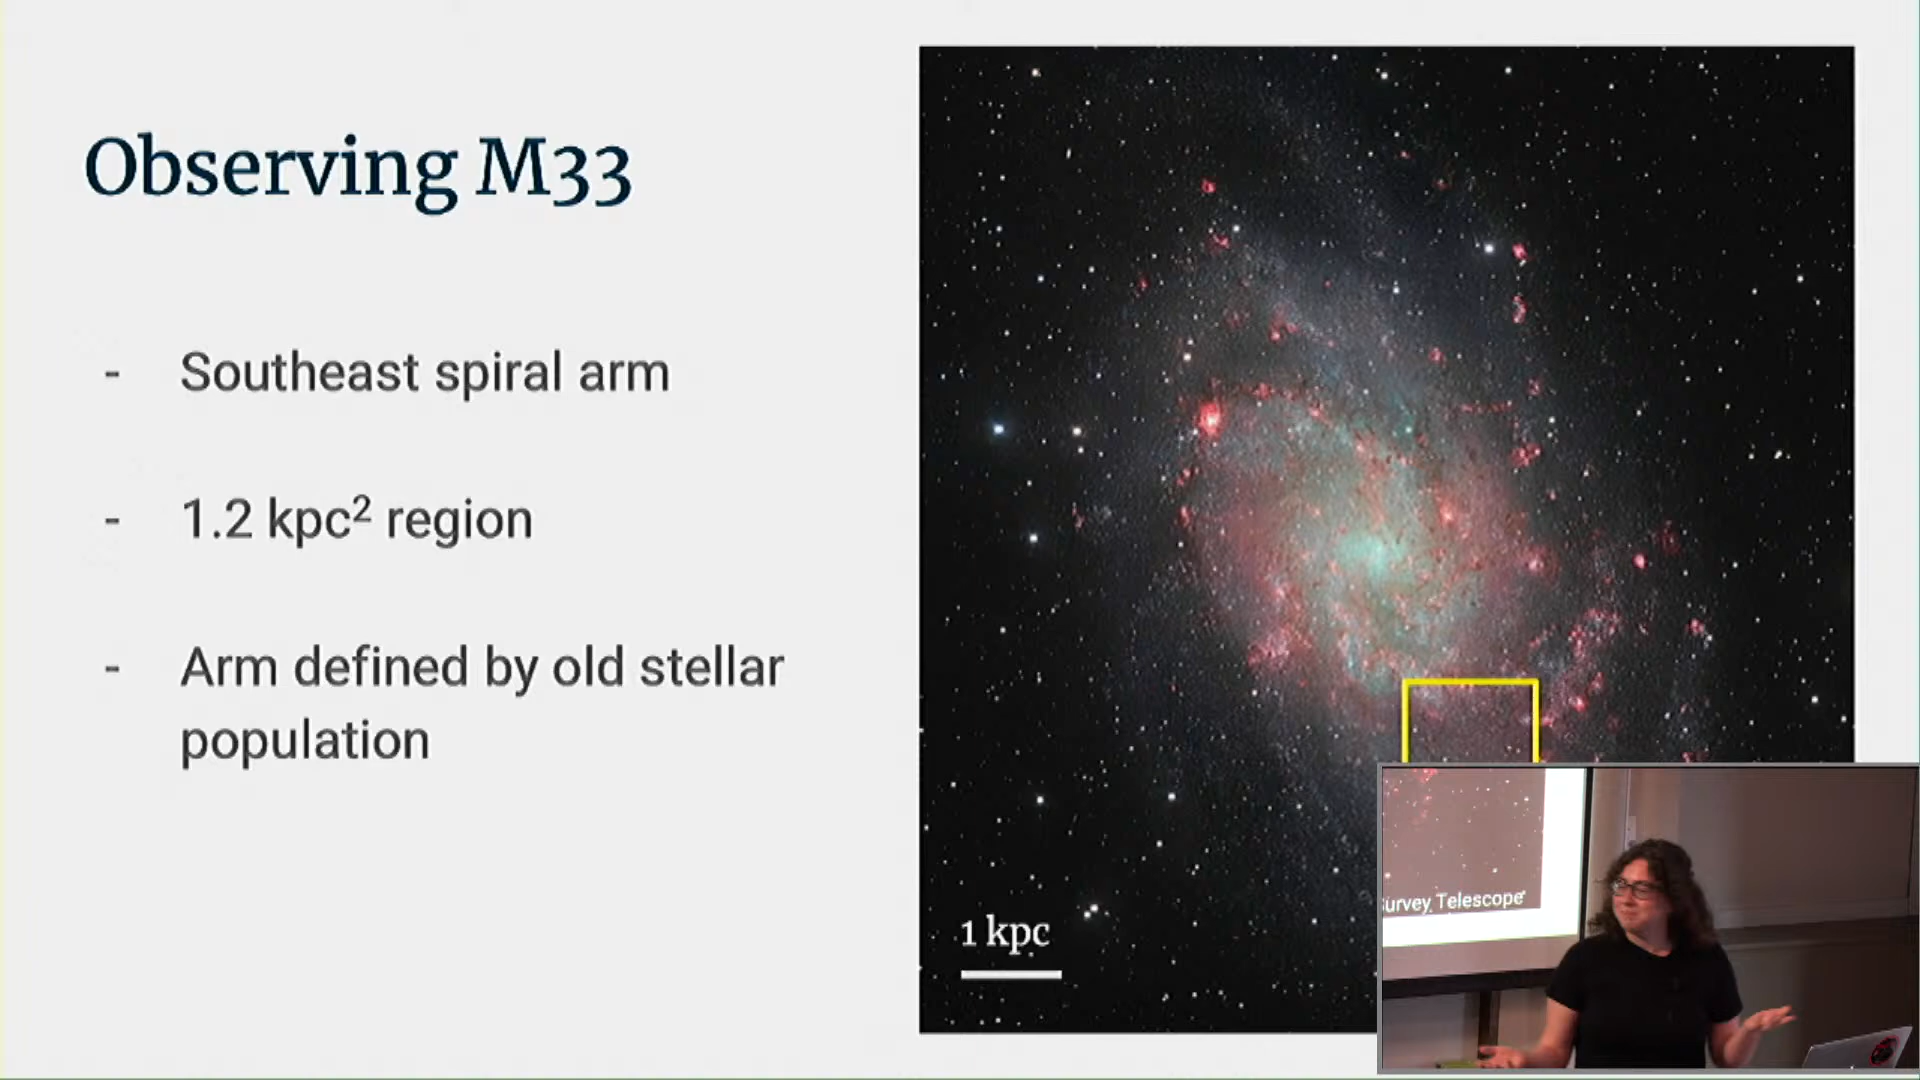 Observing M33
- Southeast spiral arm
- 1.2 kpc² region
- Arm defined by old stellar
population
1 kpc
Survey Telescope